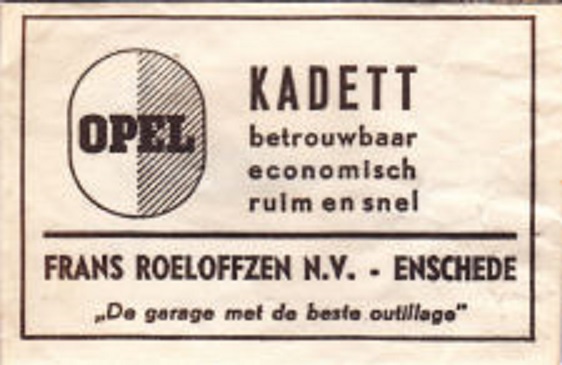 OPEL
KADETT
betrouwbaar
economisch
ruim en snel
FRANS ROELOFFZEN N.V. - ENSCHEDE
„De garage met de beste outillage”